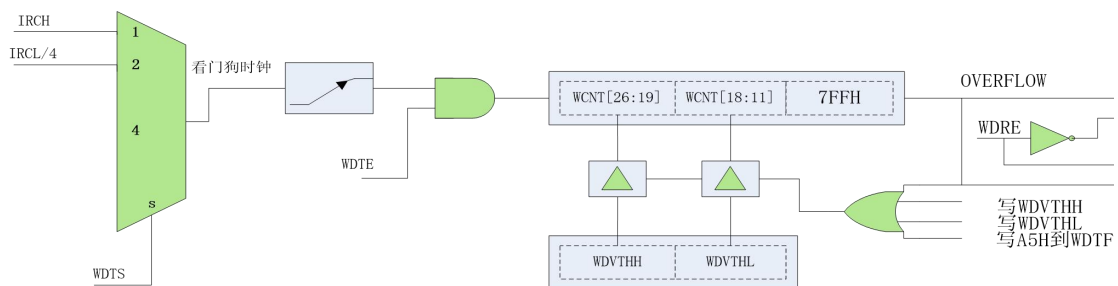 IRCH
1
IRCL/4
2
看门狗时钟
4
s
WDTS
WDTE
WCNT[26:19]
WCNT[18:11]
7FFH
OVERFLOW
WDRE
写WDVTHH
写WDVTHL
写A5H到WDTF
WDVTHH
WDVTHL